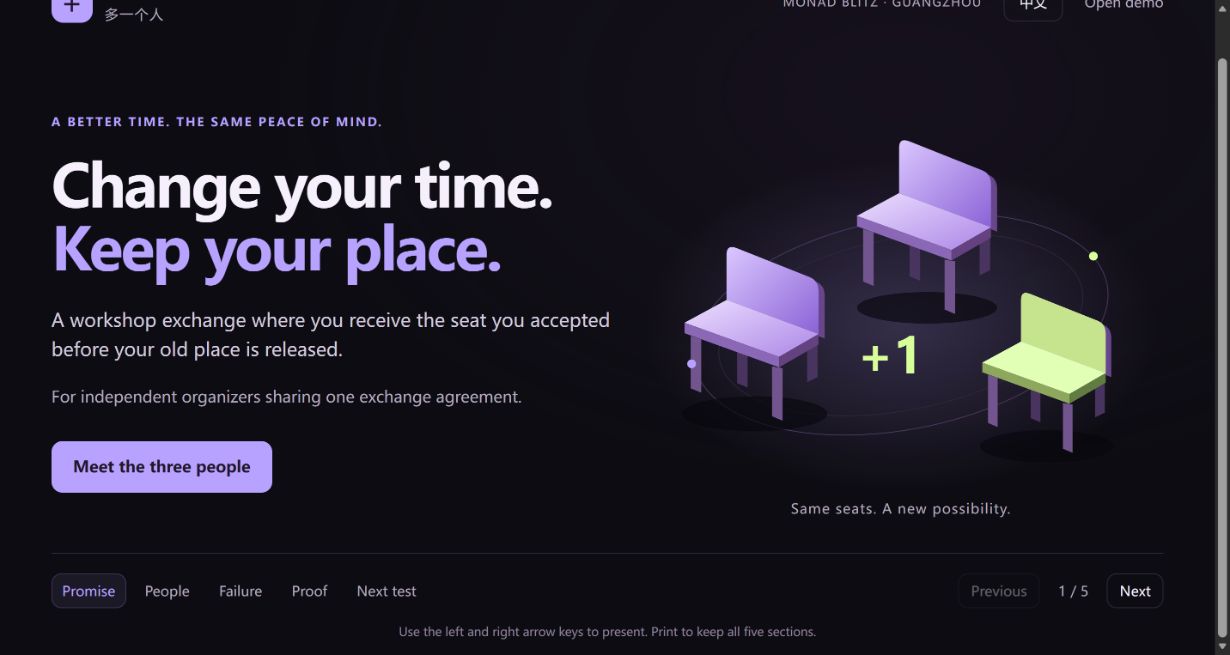 +
多一个人
MONAD BLITZ · GUANGZHOU
中文
Open demo
A BETTER TIME. THE SAME PEACE OF MIND.
Change your time.
Keep your place.
A workshop exchange where you receive the seat you accepted
before your old place is released.
For independent organizers sharing one exchange agreement.
Meet the three people
+1
Same seats. A new possibility.
Promise
People
Failure
Proof
Next test
Previous
1 / 5
Next
Use the left and right arrow keys to present. Print to keep all five sections.